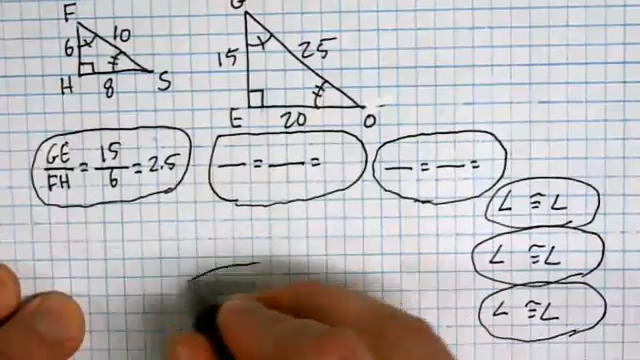 F
G
6
10
15
25
H
8
S
E
20
O
GE/FH = 15/6 = 2.5
— = — =
— = — =
∠ ≅ ∠
∠ ≅ ∠
∠ ≅ ∠